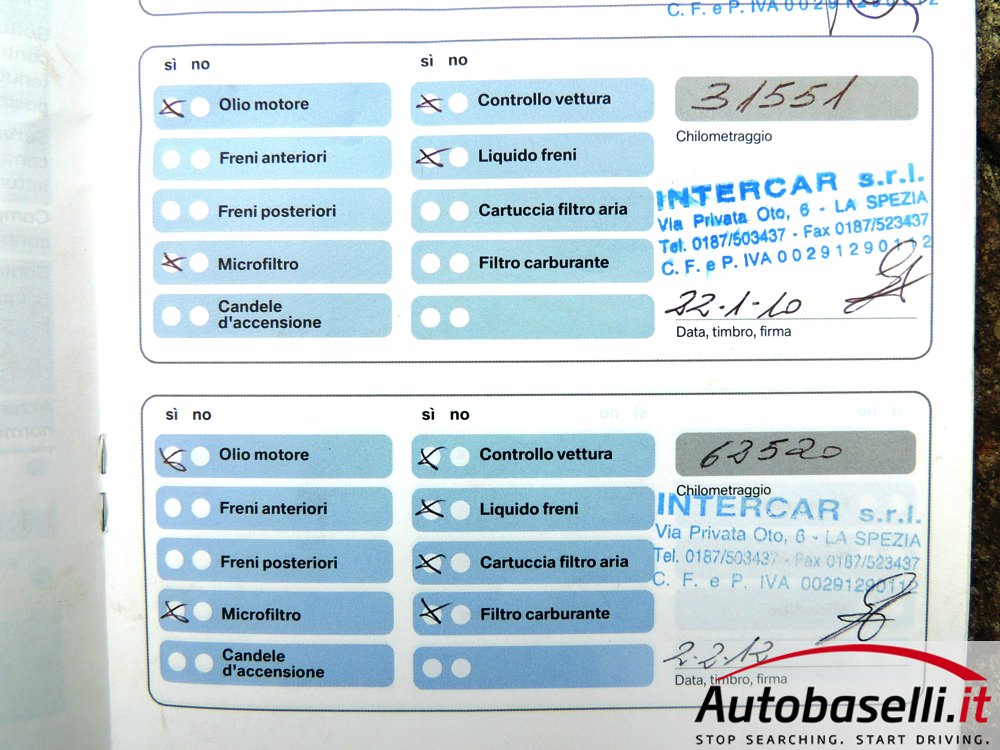 C. F. e P. IVA 00291290112
sì no sì no
Olio motore Controllo vettura 31551
Chilometraggio
Freni anteriori Liquido freni
INTERCAR s.r.l.
Freni posteriori Cartuccia filtro aria Via Privata Oto, 6 - LA SPEZIA
Tel. 0187/503437 - Fax 0187/523437
Microfiltro Filtro carburante C. F. e P. IVA 00291290112
Candele
d'accensione 22-1-10
Data, timbro, firma
sì no sì no
Olio motore Controllo vettura 63520
Chilometraggio
Freni anteriori Liquido freni INTERCAR s.r.l.
Via Privata Oto, 6 - LA SPEZIA
Freni posteriori Cartuccia filtro aria Tel. 0187/503437 - Fax 0187/523437
C. F. e P. IVA 00291290112
Microfiltro Filtro carburante
Candele
d'accensione 2-2-12
Data, timbro, firma
Autobaselli.it
STOP SEARCHING. START DRIVING.